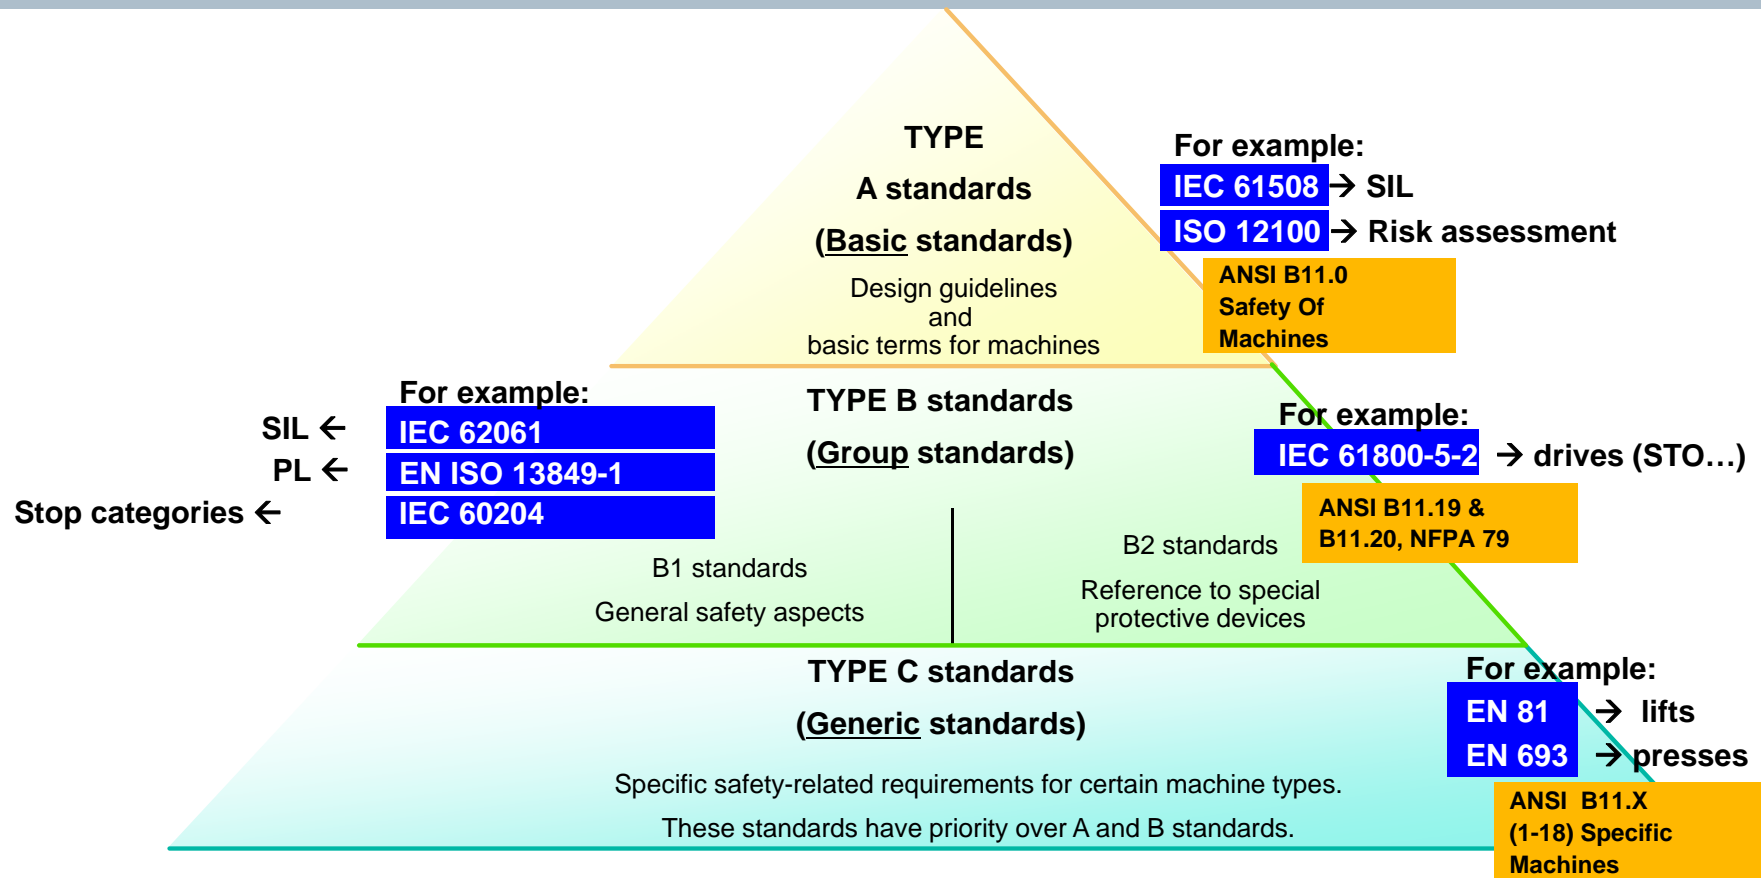 TYPE
A standards
(Basic standards)
Design guidelines
and
basic terms for machines
For example:
IEC 61508 → SIL
ISO 12100 → Risk assessment
ANSI B11.0
Safety Of
Machines
For example:
SIL ← IEC 62061
PL ← EN ISO 13849-1
Stop categories ← IEC 60204
TYPE B standards
(Group standards)
For example:
IEC 61800-5-2 → drives (STO…)
ANSI B11.19 &
B11.20, NFPA 79
B1 standards
General safety aspects
B2 standards
Reference to special
protective devices
TYPE C standards
(Generic standards)
Specific safety-related requirements for certain machine types.
These standards have priority over A and B standards.
For example:
EN 81 → lifts
EN 693 → presses
ANSI B11.X
(1-18) Specific
Machines